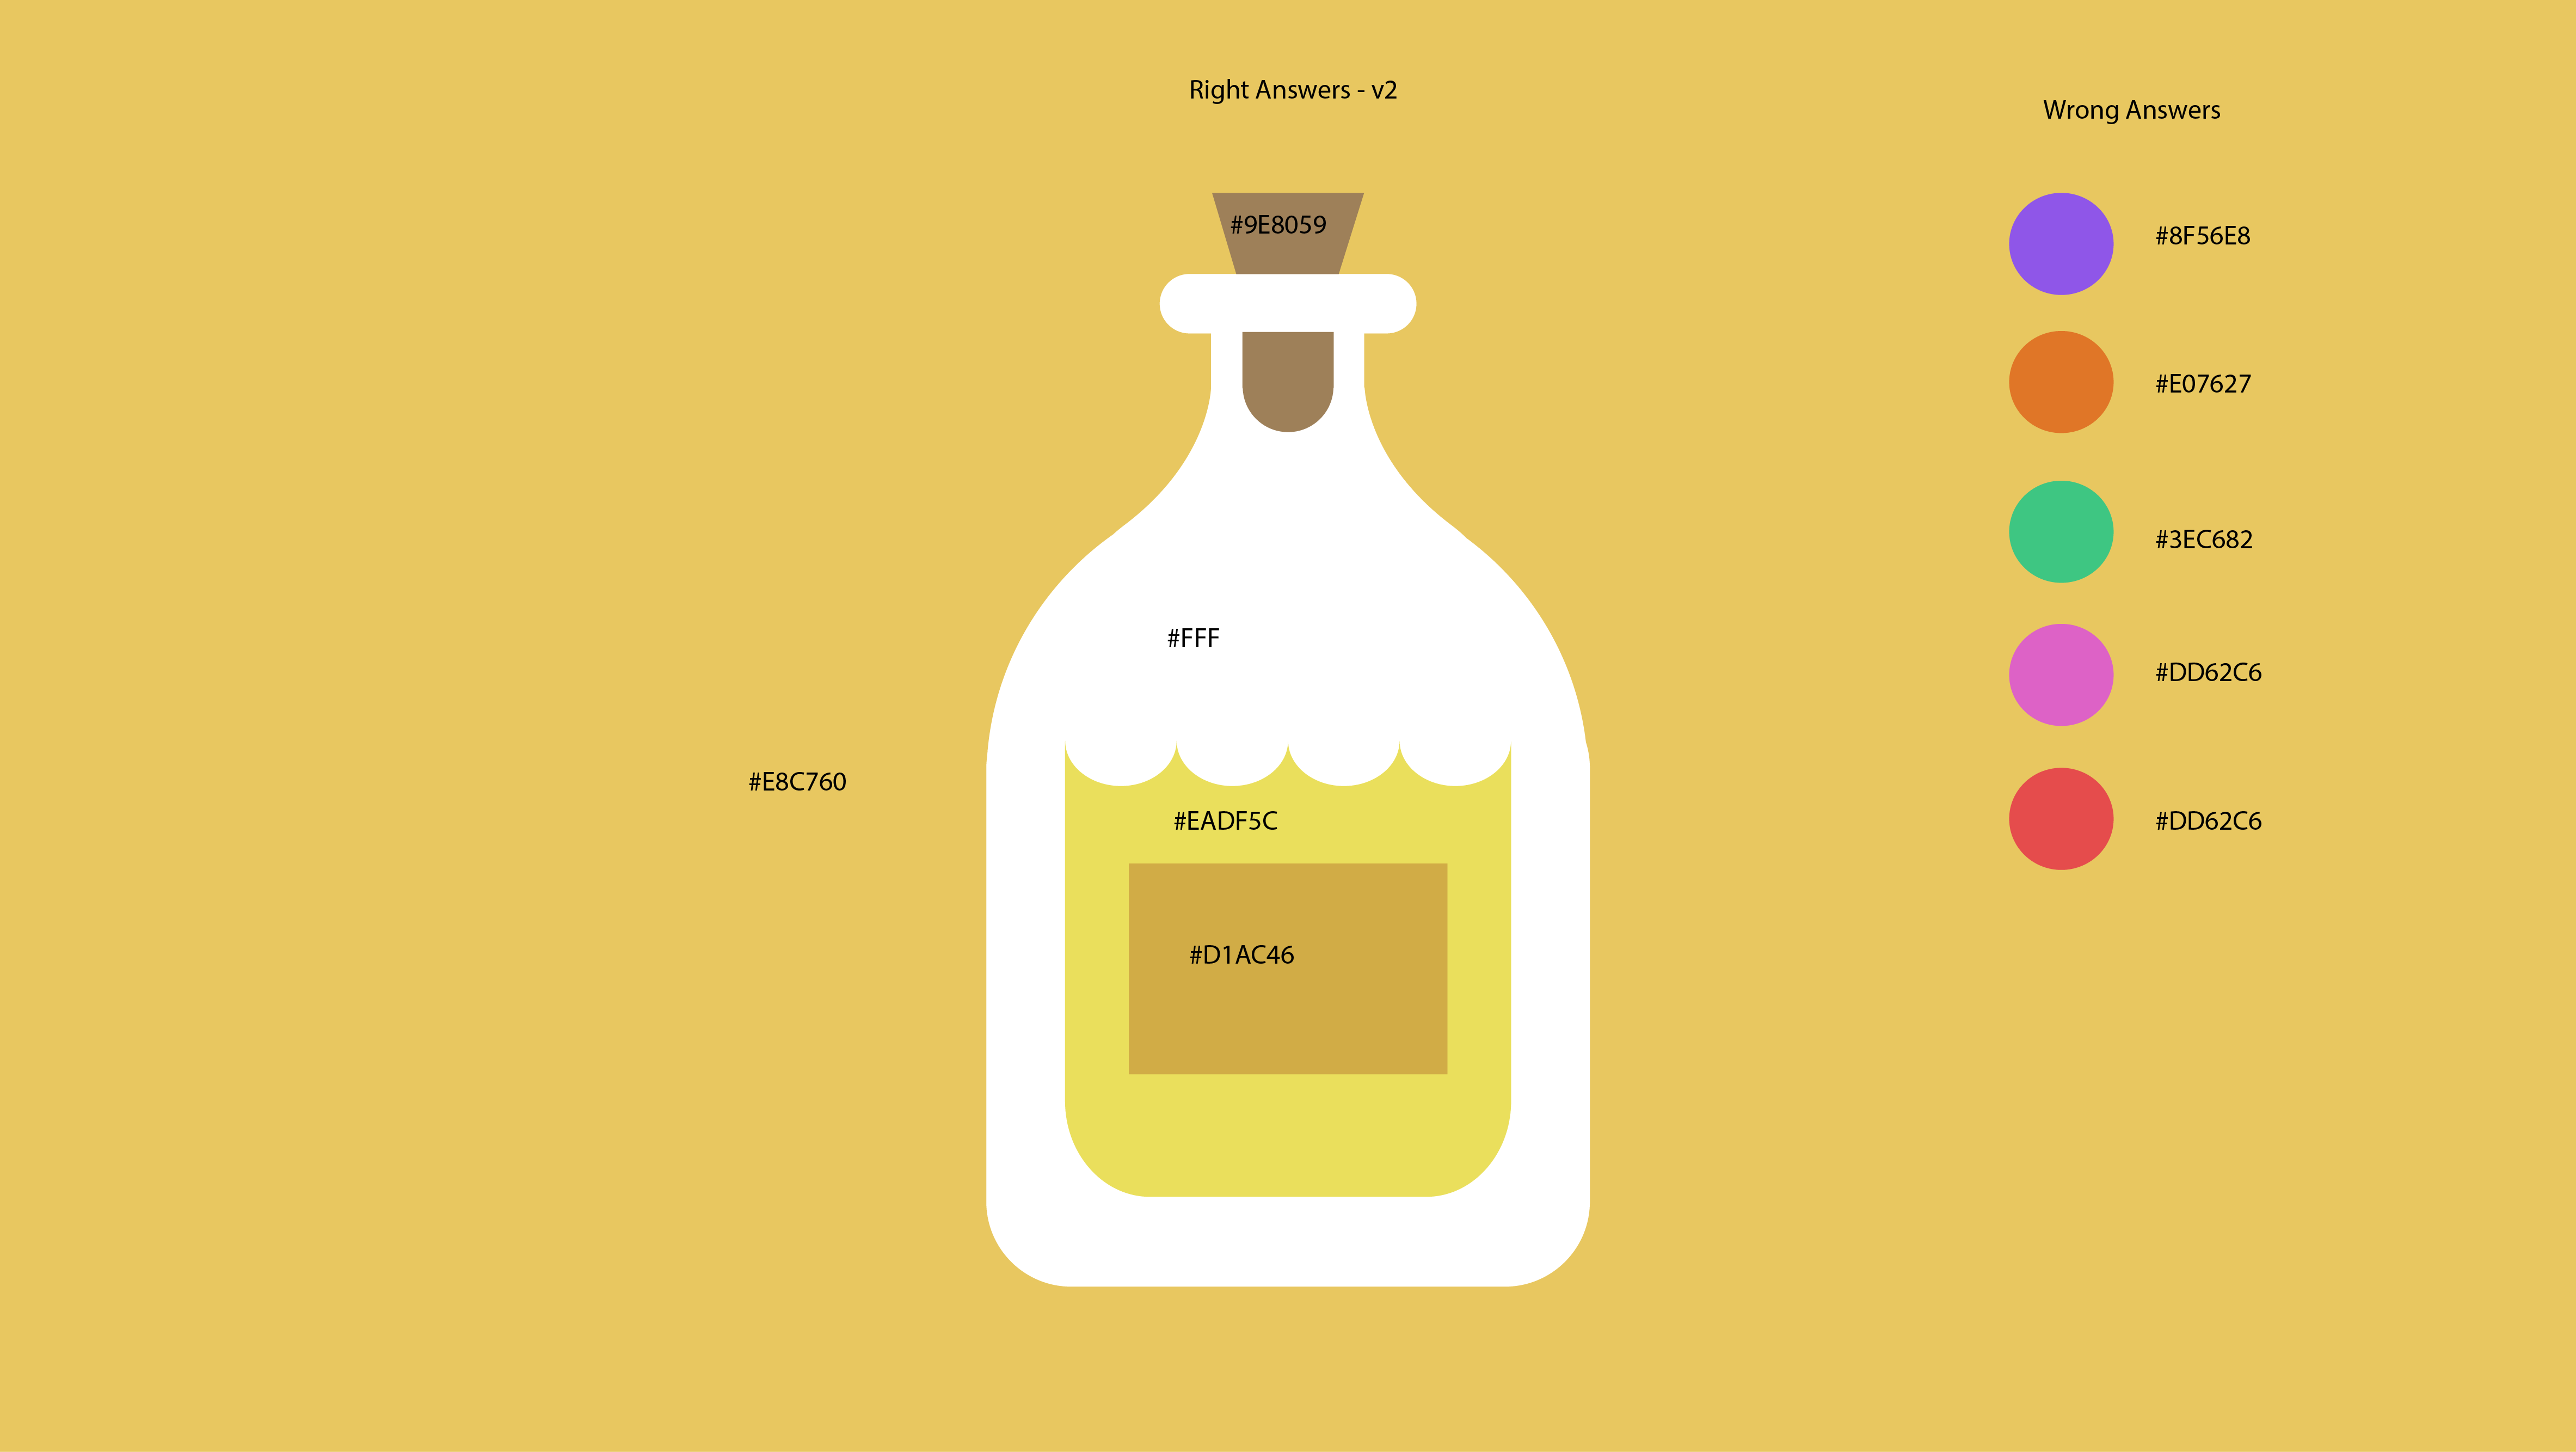 Right Answers - v2
Wrong Answers
#9E8059
#8F56E8
#E07627
#3EC682
#FFF
#DD62C6
#E8C760
#EADF5C
#DD62C6
#D1AC46